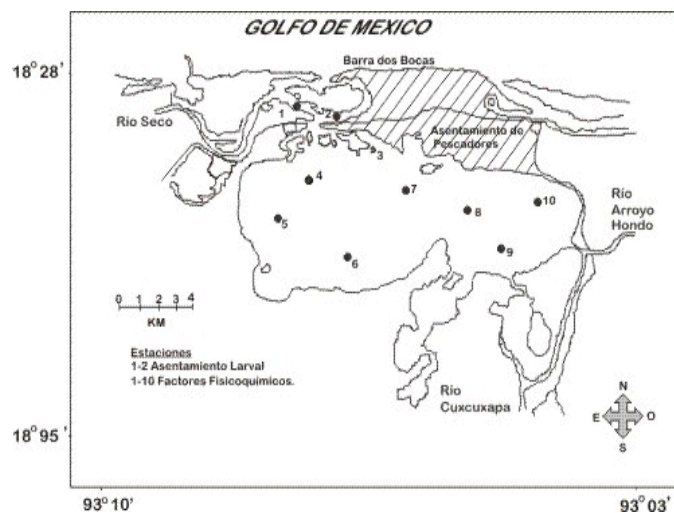 GOLFO DE MEXICO
18° 28'
Barra dos Bocas
1
2
Rio Seco
Asentamiento de
Pescadores
3
4
7
10
Río
Arroyo
Hondo
5
8
6
9
0 1 2 3 4
KM
Estaciones
1-2 Asentamiento Larval
1-10 Factores Fisicoquímicos.
Río
Cuxcuxapa
N
E O
S
18° 95'
93° 10'
93° 03'